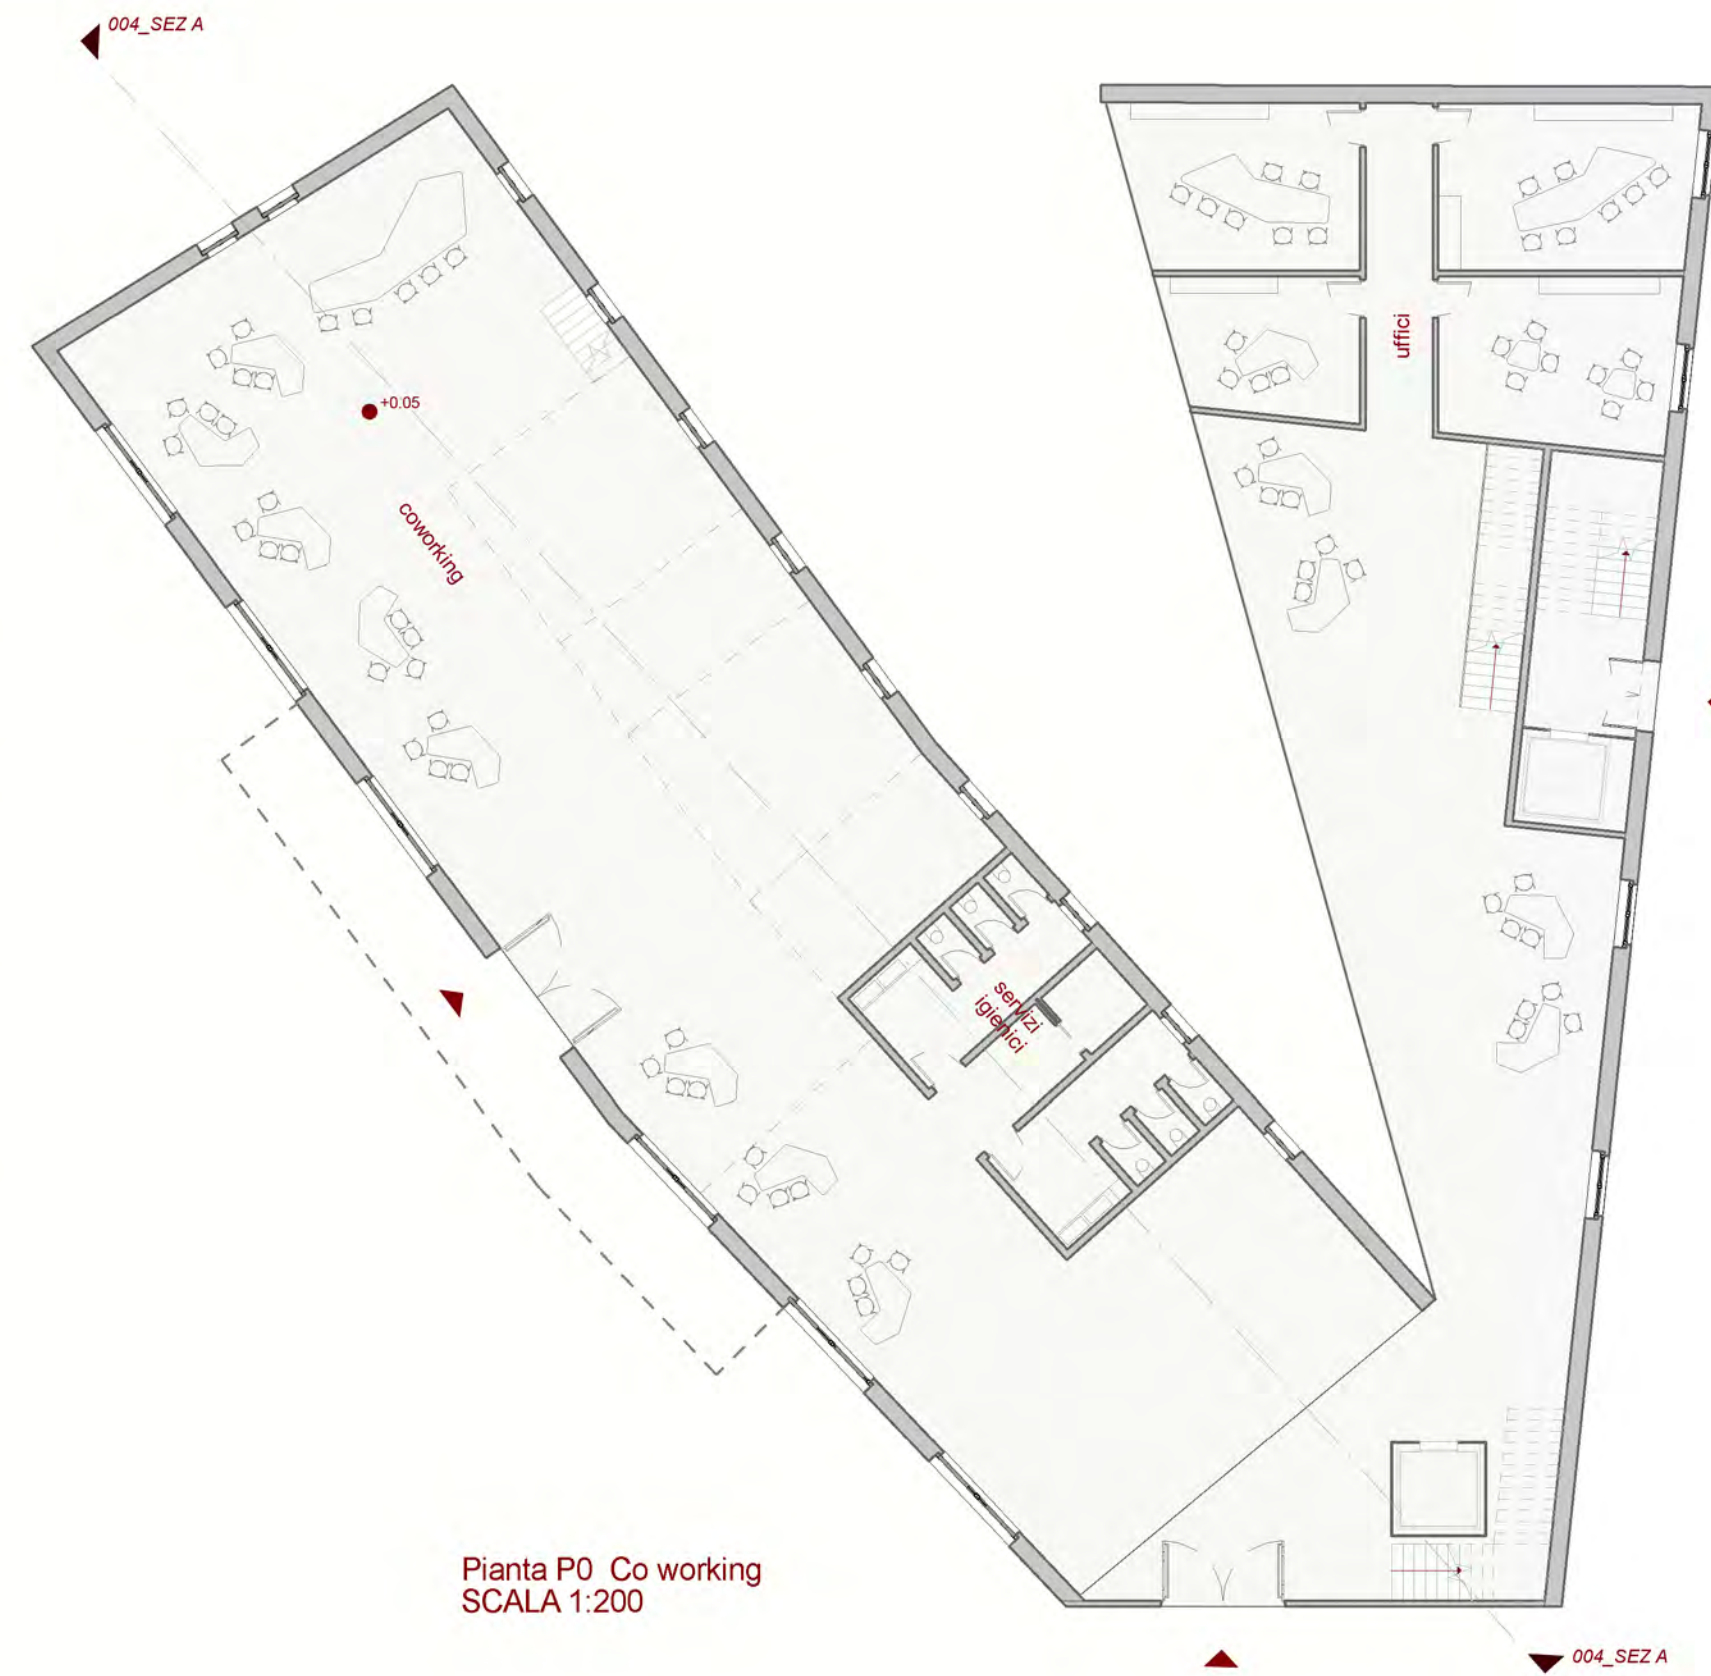 004_SEZ A
uffici
+0.05
coworking
servizi
igienici
Pianta P0 Co working
SCALA 1:200
004_SEZ A